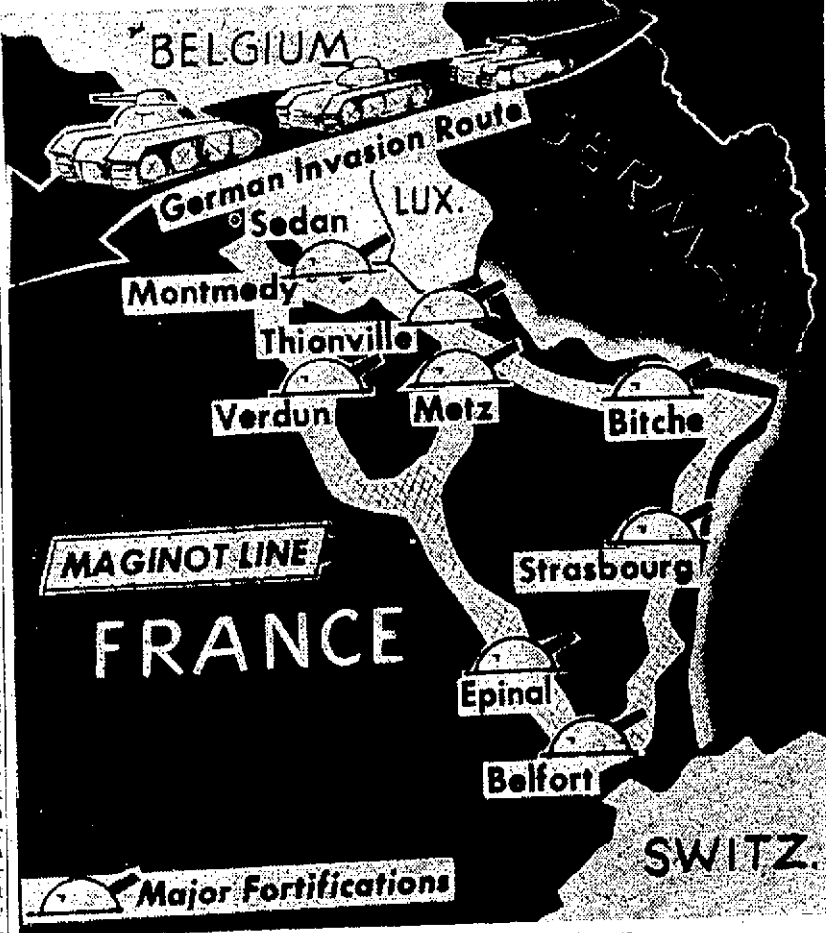 BELGIUM
German Invasion Route
GERMANY
Sedan
LUX.
Montmedy
Thionville
Verdun
Metz
Bitche
MAGINOT LINE
Strasbourg
FRANCE
Epinal
Belfort
SWITZ.
Major Fortifications